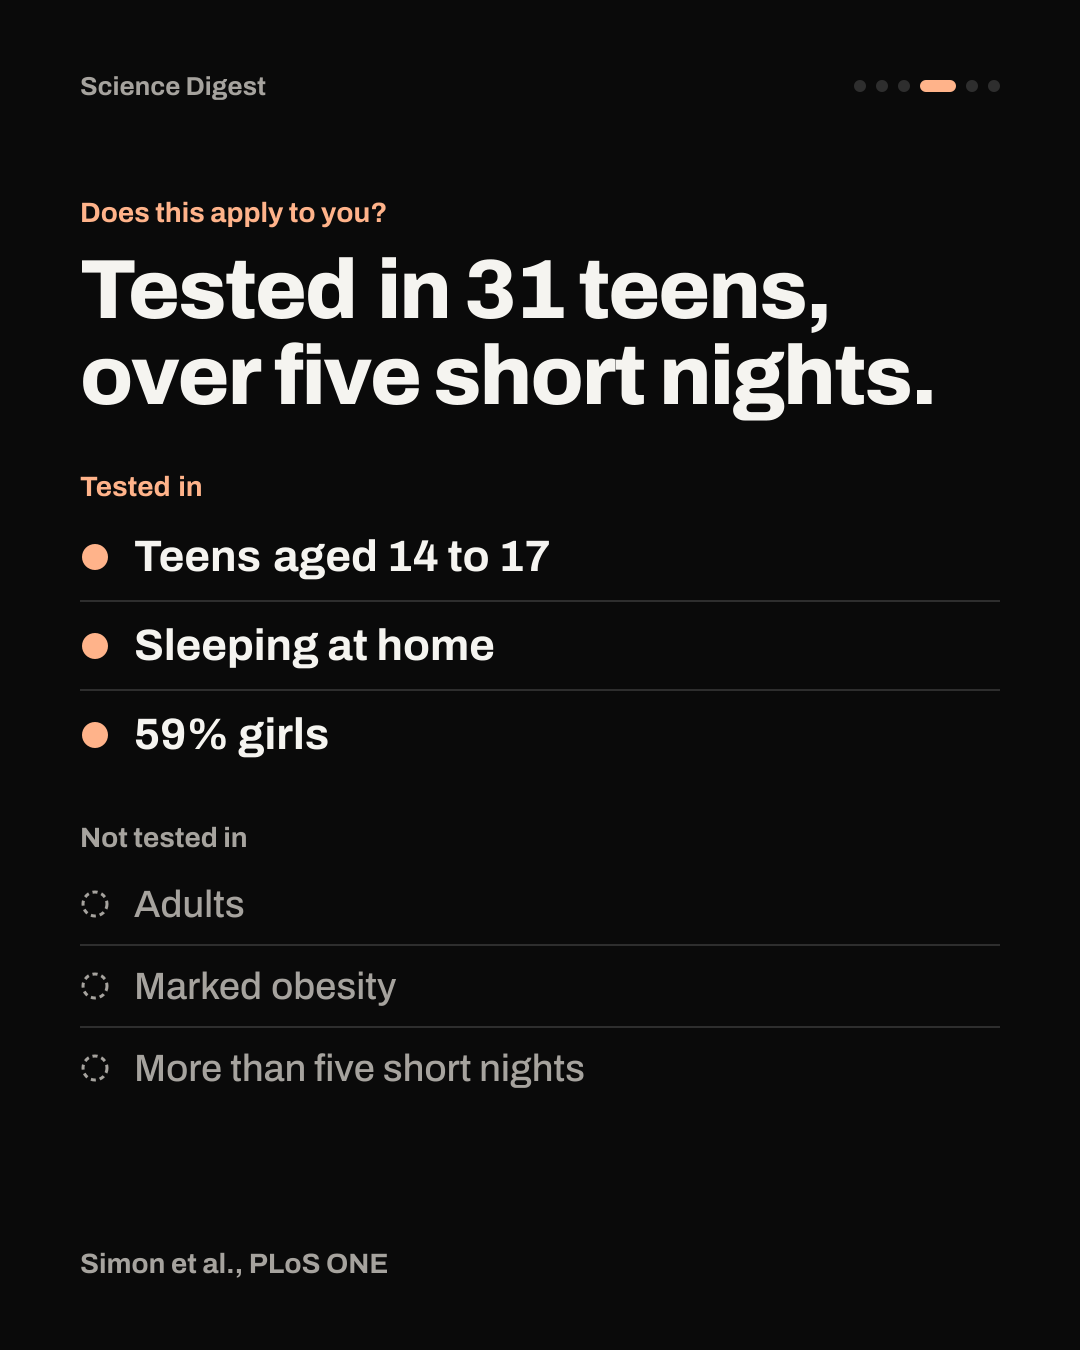 Science Digest
Does this apply to you?
Tested in 31 teens,
over five short nights.
Tested in
Teens aged 14 to 17
Sleeping at home
59% girls
Not tested in
Adults
Marked obesity
More than five short nights
Simon et al., PLoS ONE